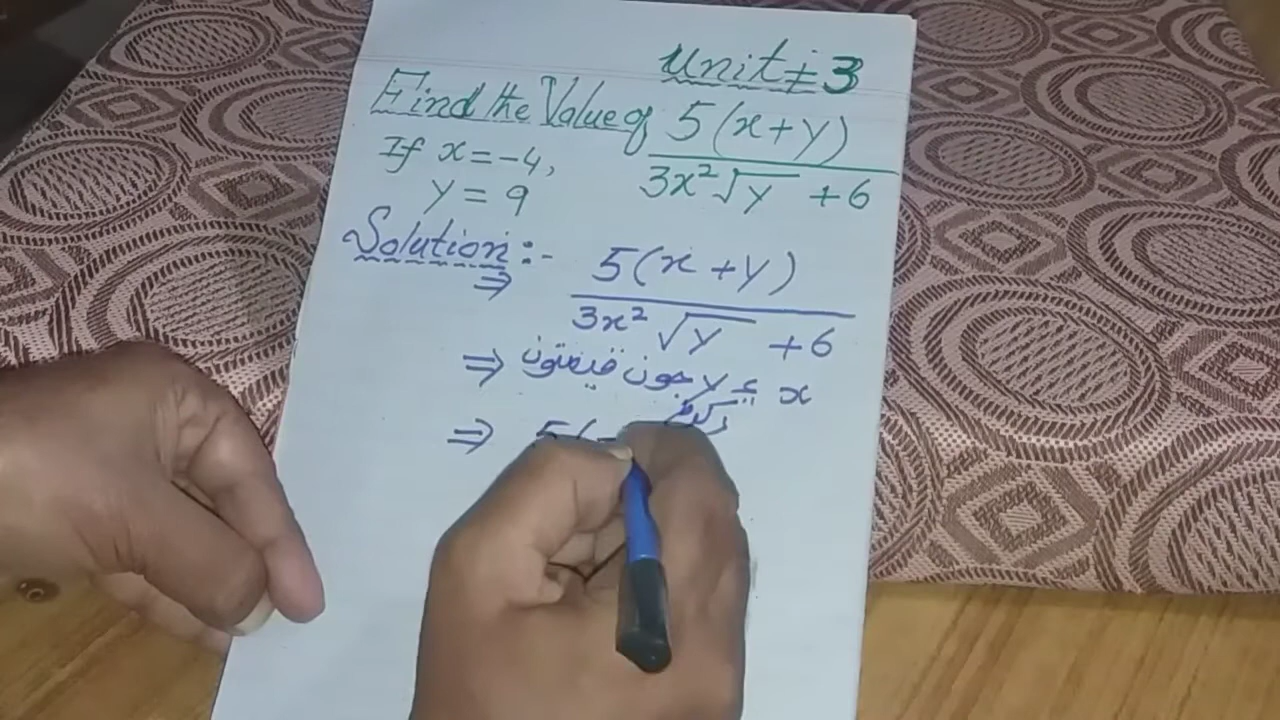 Unit # 3
Find the Value of 5(x+y) / 3x²√y +6
If x = -4,
y = 9
Solution:-
⇒ 5(x+y) / 3x²√y +6
⇒ x ۽ y جون قيمتون
⇒ 5(-